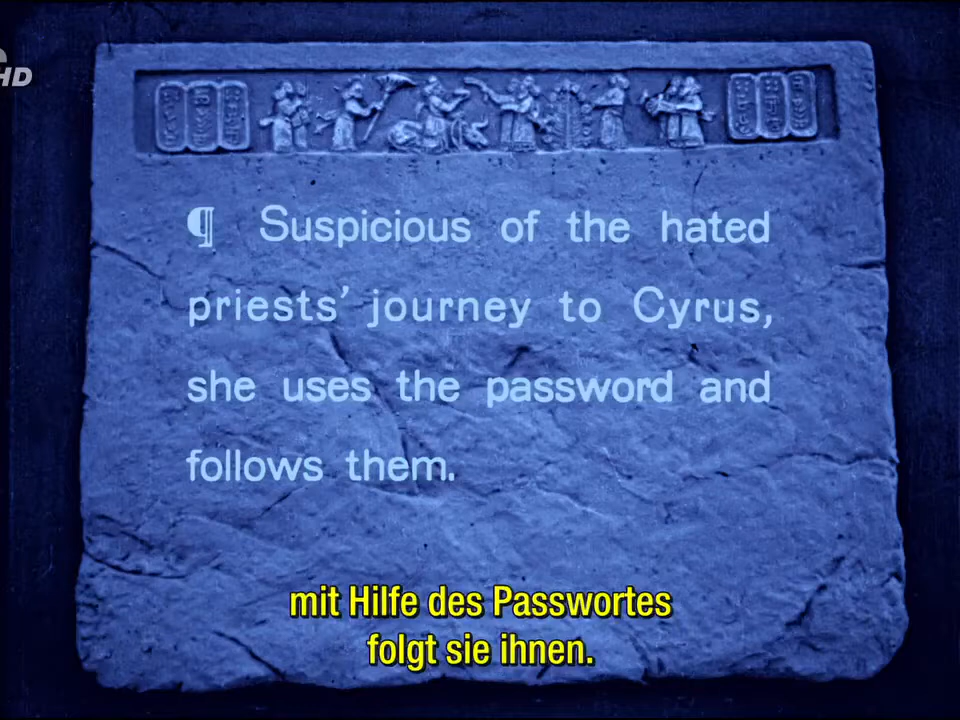 HD
¶ Suspicious of the hated
priests’ journey to Cyrus,
she uses the password and
follows them.
mit Hilfe des Passwortes
folgt sie ihnen.